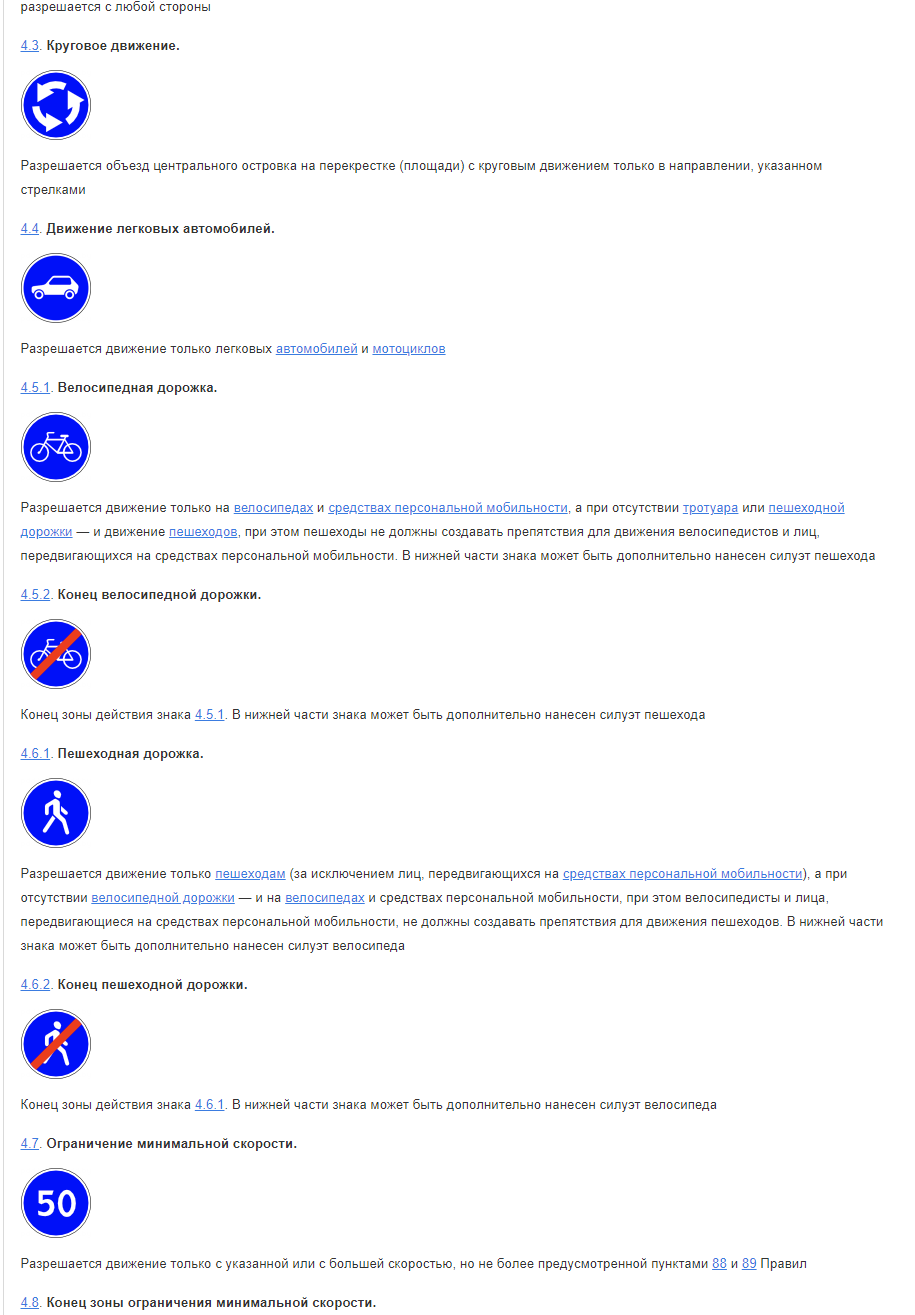 разрешается с любой стороны
4.3. Круговое движение.
Разрешается объезд центрального островка на перекрестке (площади) с круговым движением только в направлении, указанном
стрелками
4.4. Движение легковых автомобилей.
Разрешается движение только легковых автомобилей и мотоциклов
4.5.1. Велосипедная дорожка.
Разрешается движение только на велосипедах и средствах персональной мобильности, а при отсутствии тротуара или пешеходной
дорожки — и движение пешеходов, при этом пешеходы не должны создавать препятствия для движения велосипедистов и лиц,
передвигающихся на средствах персональной мобильности. В нижней части знака может быть дополнительно нанесен силуэт пешехода
4.5.2. Конец велосипедной дорожки.
Конец зоны действия знака 4.5.1. В нижней части знака может быть дополнительно нанесен силуэт пешехода
4.6.1. Пешеходная дорожка.
Разрешается движение только пешеходам (за исключением лиц, передвигающихся на средствах персональной мобильности), а при
отсутствии велосипедной дорожки — и на велосипедах и средствах персональной мобильности, при этом велосипедисты и лица,
передвигающиеся на средствах персональной мобильности, не должны создавать препятствия для движения пешеходов. В нижней части
знака может быть дополнительно нанесен силуэт велосипеда
4.6.2. Конец пешеходной дорожки.
Конец зоны действия знака 4.6.1. В нижней части знака может быть дополнительно нанесен силуэт велосипеда
4.7. Ограничение минимальной скорости.
50
Разрешается движение только с указанной или с большей скоростью, но не более предусмотренной пунктами 88 и 89 Правил
4.8. Конец зоны ограничения минимальной скорости.